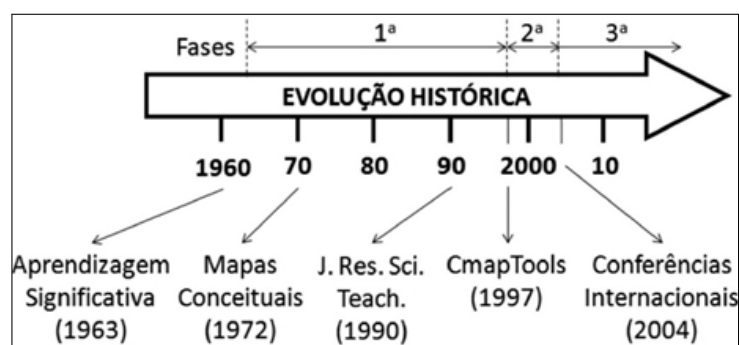 Fases 1ª 2ª 3ª
EVOLUÇÃO HISTÓRICA
1960 70 80 90 2000 10
Aprendizagem
Significativa
(1963)
Mapas
Conceituais
(1972)
J. Res. Sci.
Teach.
(1990)
CmapTools
(1997)
Conferências
Internacionais
(2004)